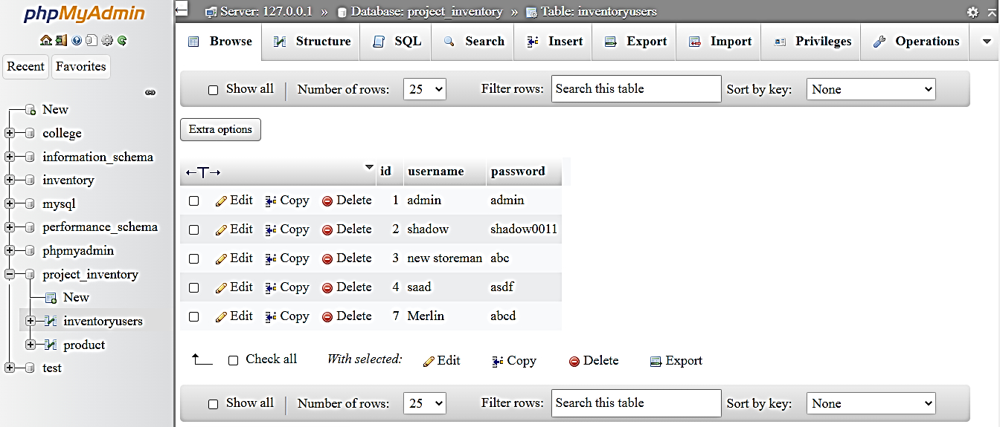 phpMyAdmin
Recent Favorites
New
college
information_schema
inventory
mysql
performance_schema
phpmyadmin
project_inventory
New
inventoryusers
product
test
Server: 127.0.0.1 » Database: project_inventory » Table: inventoryusers
Browse Structure SQL Search Insert Export Import Privileges Operations
Show all Number of rows: 25 Filter rows: Search this table Sort by key: None
Extra options
←T→ id username password
Edit Copy Delete 1 admin admin
Edit Copy Delete 2 shadow shadow0011
Edit Copy Delete 3 new storeman abc
Edit Copy Delete 4 saad asdf
Edit Copy Delete 7 Merlin abcd
Check all With selected: Edit Copy Delete Export
Show all Number of rows: 25 Filter rows: Search this table Sort by key: None